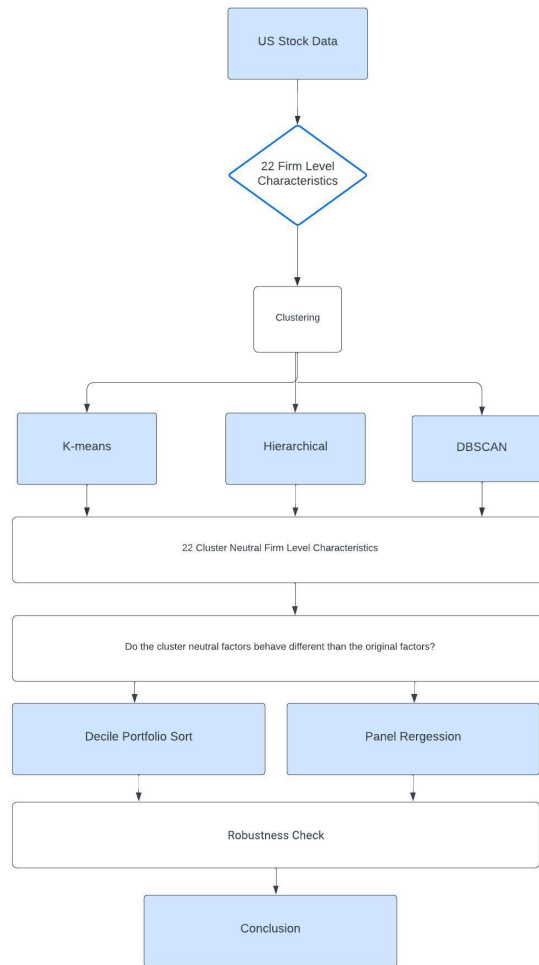 US Stock Data
22 Firm Level
Characteristics
Clustering
K-means
Hierarchical
DBSCAN
22 Cluster Neutral Firm Level Characteristics
Do the cluster neutral factors behave different than the original factors?
Decile Portfolio Sort
Panel Rergession
Robustness Check
Conclusion